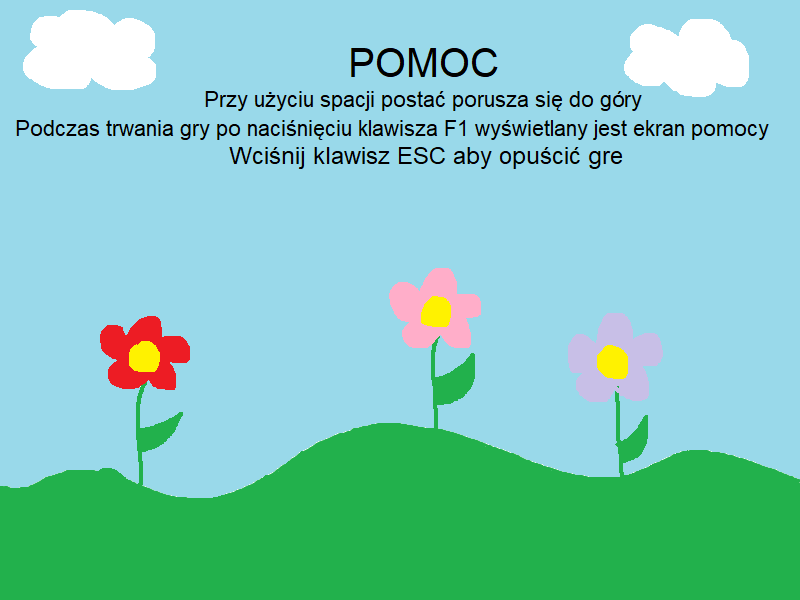 POMOC
Przy użyciu spacji postać porusza się do góry
Podczas trwania gry po naciśnięciu klawisza F1 wyświetlany jest ekran pomocy
Wciśnij klawisz ESC aby opuścić gre